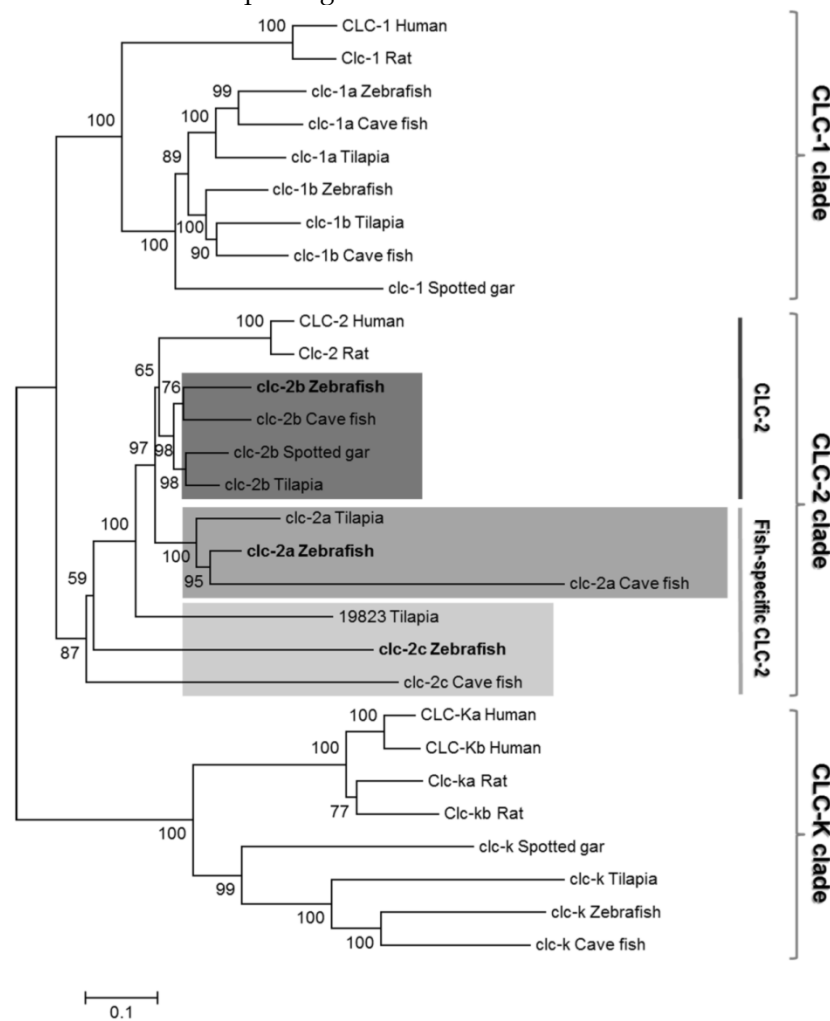 100
CLC-1 Human
Clc-1 Rat
99
clc-1a Zebrafish
100
clc-1a Cave fish
100
89
clc-1a Tilapia
clc-1b Zebrafish
100
clc-1b Tilapia
100
90
clc-1b Cave fish
clc-1 Spotted gar
CLC-1 clade
100
CLC-2 Human
Clc-2 Rat
65
76
clc-2b Zebrafish
clc-2b Cave fish
97
98
clc-2b Spotted gar
98
clc-2b Tilapia
CLC-2
100
clc-2a Tilapia
100
clc-2a Zebrafish
59
95
clc-2a Cave fish
19823 Tilapia
87
clc-2c Zebrafish
clc-2c Cave fish
Fish-specific CLC-2
CLC-2 clade
100
CLC-Ka Human
100
CLC-Kb Human
Clc-ka Rat
77
Clc-kb Rat
100
clc-k Spotted gar
99
clc-k Tilapia
100
clc-k Zebrafish
100
clc-k Cave fish
CLC-K clade
0.1